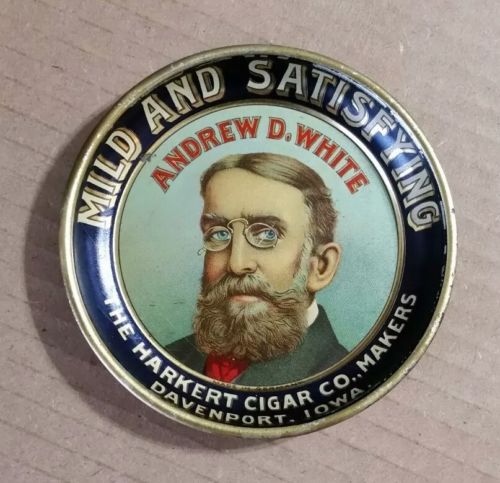 MILD AND SATISFYING
ANDREW D. WHITE
THE HARKERT CIGAR CO., MAKERS
DAVENPORT, IOWA.